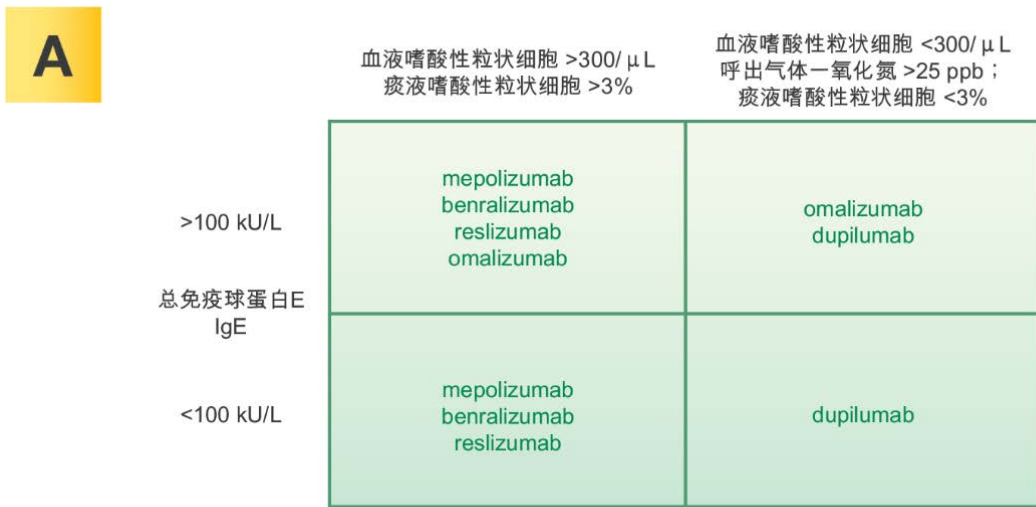 A
血液嗜酸性粒状细胞 >300/μL
痰液嗜酸性粒状细胞 >3%
血液嗜酸性粒状细胞 <300/μL
呼出气体一氧化氮 >25 ppb；
痰液嗜酸性粒状细胞 <3%
>100 kU/L
mepolizumab
benralizumab
reslizumab
omalizumab
omalizumab
dupilumab
总免疫球蛋白E
IgE
<100 kU/L
mepolizumab
benralizumab
reslizumab
dupilumab